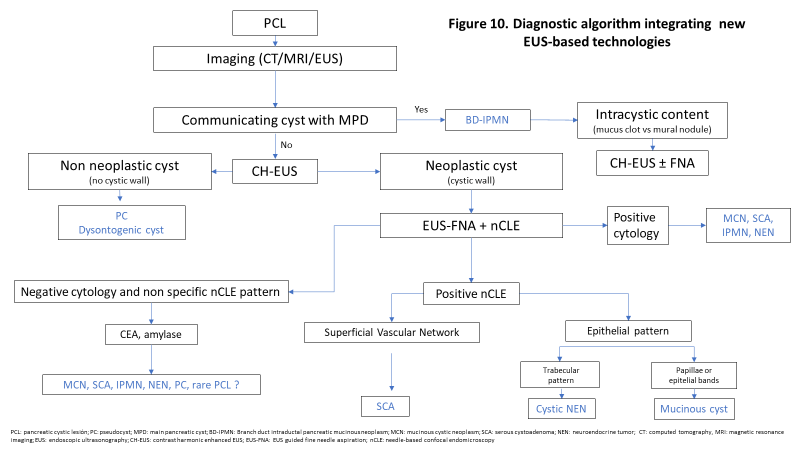 Figure 10. Diagnostic algorithm integrating new
EUS-based technologies
PCL
Imaging (CT/MRI/EUS)
Communicating cyst with MPD
Yes
BD-IPMN
Intracystic content
(mucus clot vs mural nodule)
No
CH-EUS ± FNA
Non neoplastic cyst
(no cystic wall)
CH-EUS
Neoplastic cyst
(cystic wall)
PC
Dysontogenic cyst
EUS-FNA + nCLE
Positive
cytology
MCN, SCA,
IPMN, NEN
Negative cytology and non specific nCLE pattern
Positive nCLE
CEA, amylase
Superficial Vascular Network
Epithelial pattern
MCN, SCA, IPMN, NEN, PC, rare PCL ?
Trabecular
pattern
Papillae or
epitelial bands
SCA
Cystic NEN
Mucinous cyst
PCL: pancreatic cystic lesión; PC: pseudocyst; MPD: main pancreatic cyst; BD-IPMN: Branch duct Intraductal pancreatic mucinous neoplasm; MCN: mucinous cystic neoplasm; SCA: serous cystoadenoma; NEN: neuroendocrine tumor; CT: computed tomography, MRI: magnetic resonance
imaging; EUS: endoscopic ultrasonography; CH-EUS: contrast harmonic enhanced EUS; EUS-FNA: EUS guided fine needle aspiration; nCLE: needle-based confocal endomicroscopy